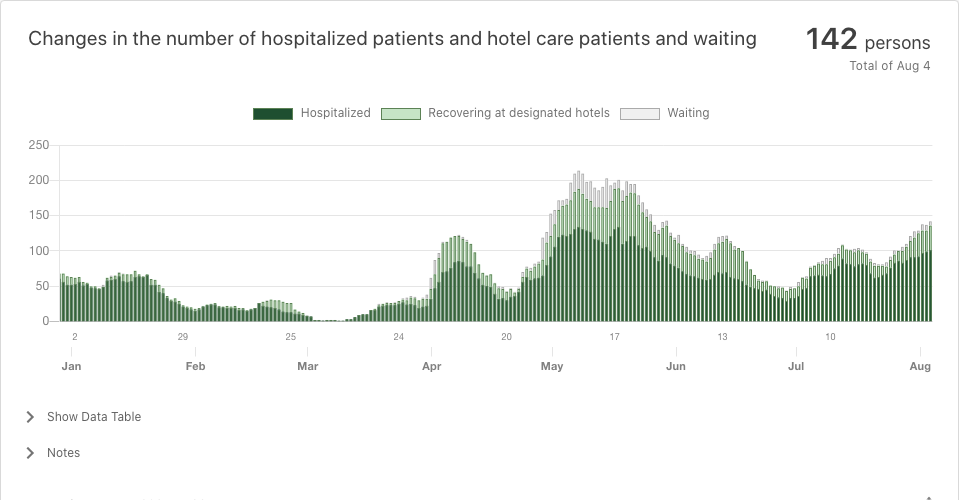 Changes in the number of hospitalized patients and hotel care patients and waiting
142 persons
Total of Aug 4
Hospitalized Recovering at designated hotels Waiting
250
200
150
100
50
0
2 29 25 24 20 17 13 10
Jan Feb Mar Apr May Jun Jul Aug
Show Data Table
Notes